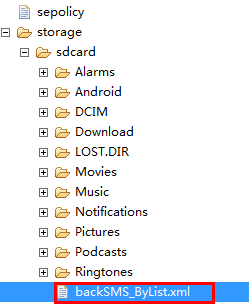 sepolicy
storage
sdcard
Alarms
Android
DCIM
Download
LOST.DIR
Movies
Music
Notifications
Pictures
Podcasts
Ringtones
backSMS_ByList.xml